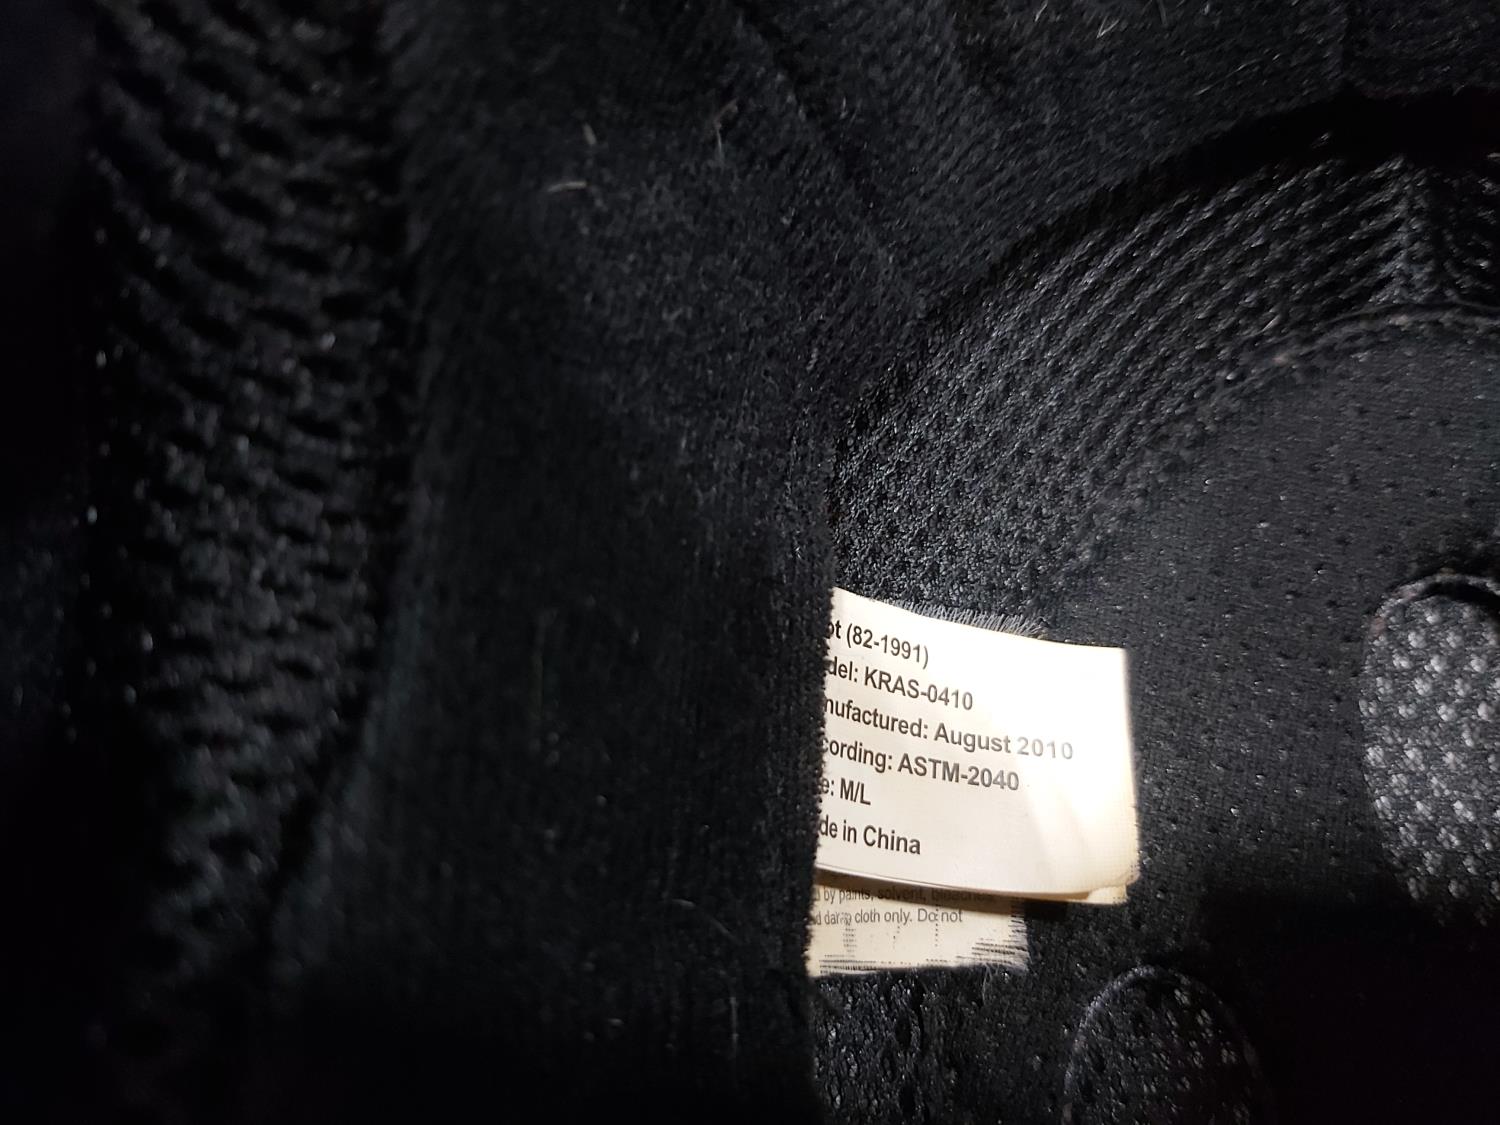 ot (82-1991)
del: KRAS-0410
nufactured: August 2010
cording: ASTM-2040
e: M/L
de in China
by paints, solvent,
d damp cloth only. Do not